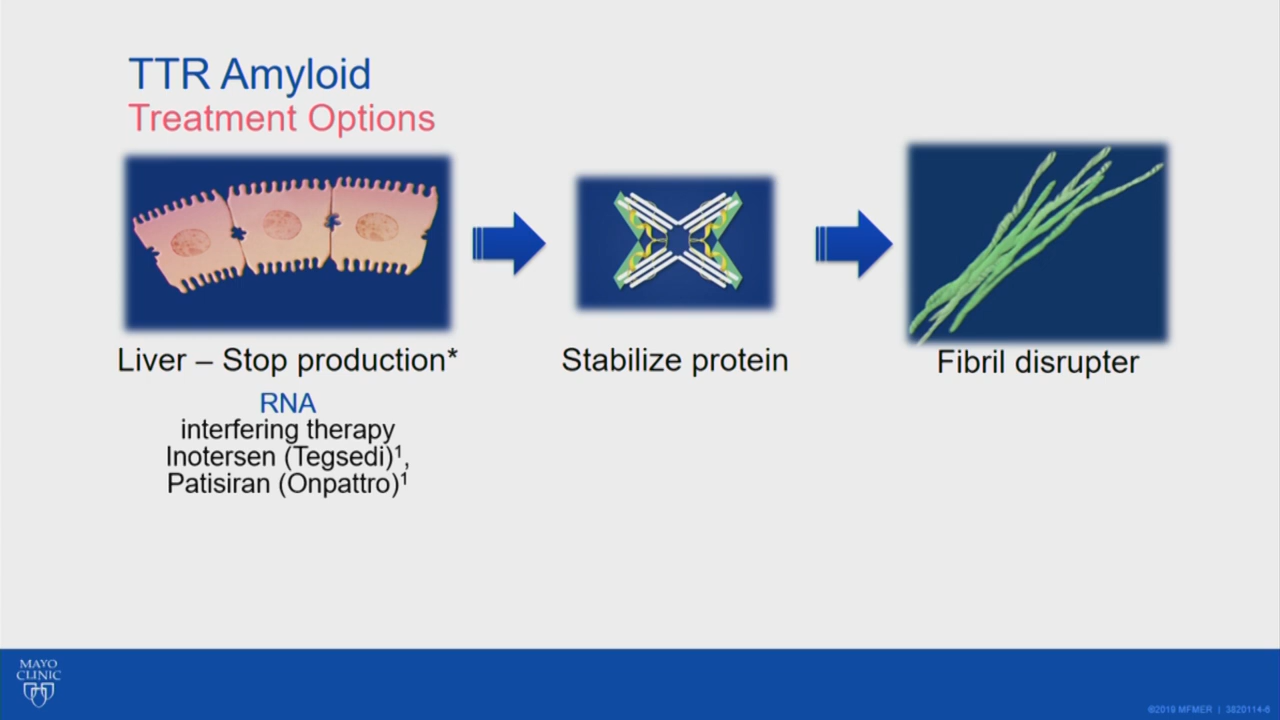 TTR Amyloid
Treatment Options
Liver – Stop production*
Stabilize protein
Fibril disrupter
RNA
interfering therapy
Inotersen (Tegsedi)¹,
Patisiran (Onpattro)¹
MAYO
CLINIC
©2019 MFMER | 3820114-6